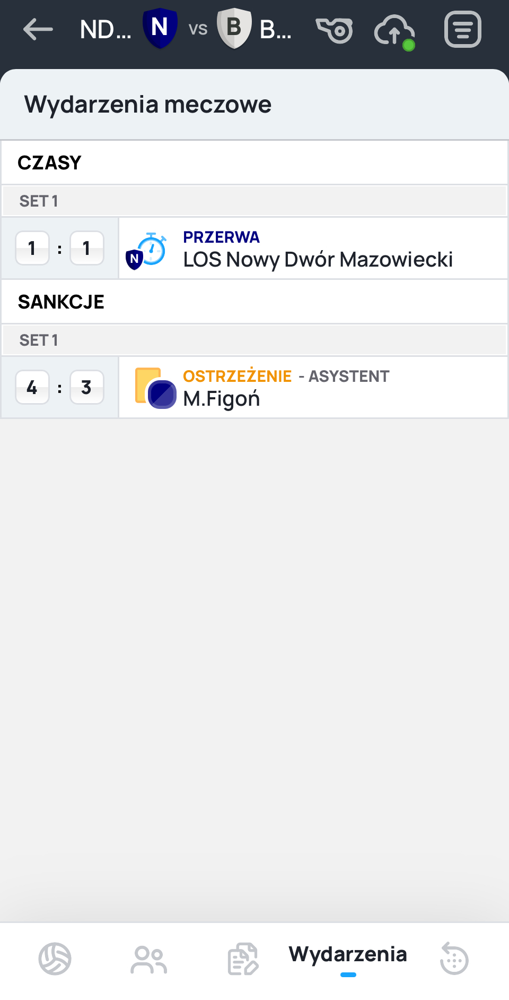 ND... N vs B B...
Wydarzenia meczowe
CZASY
SET 1
1 : 1
PRZERWA
N LOS Nowy Dwór Mazowiecki
SANKCJE
SET 1
4 : 3
OSTRZEŻENIE - ASYSTENT
M.Figoń
Wydarzenia